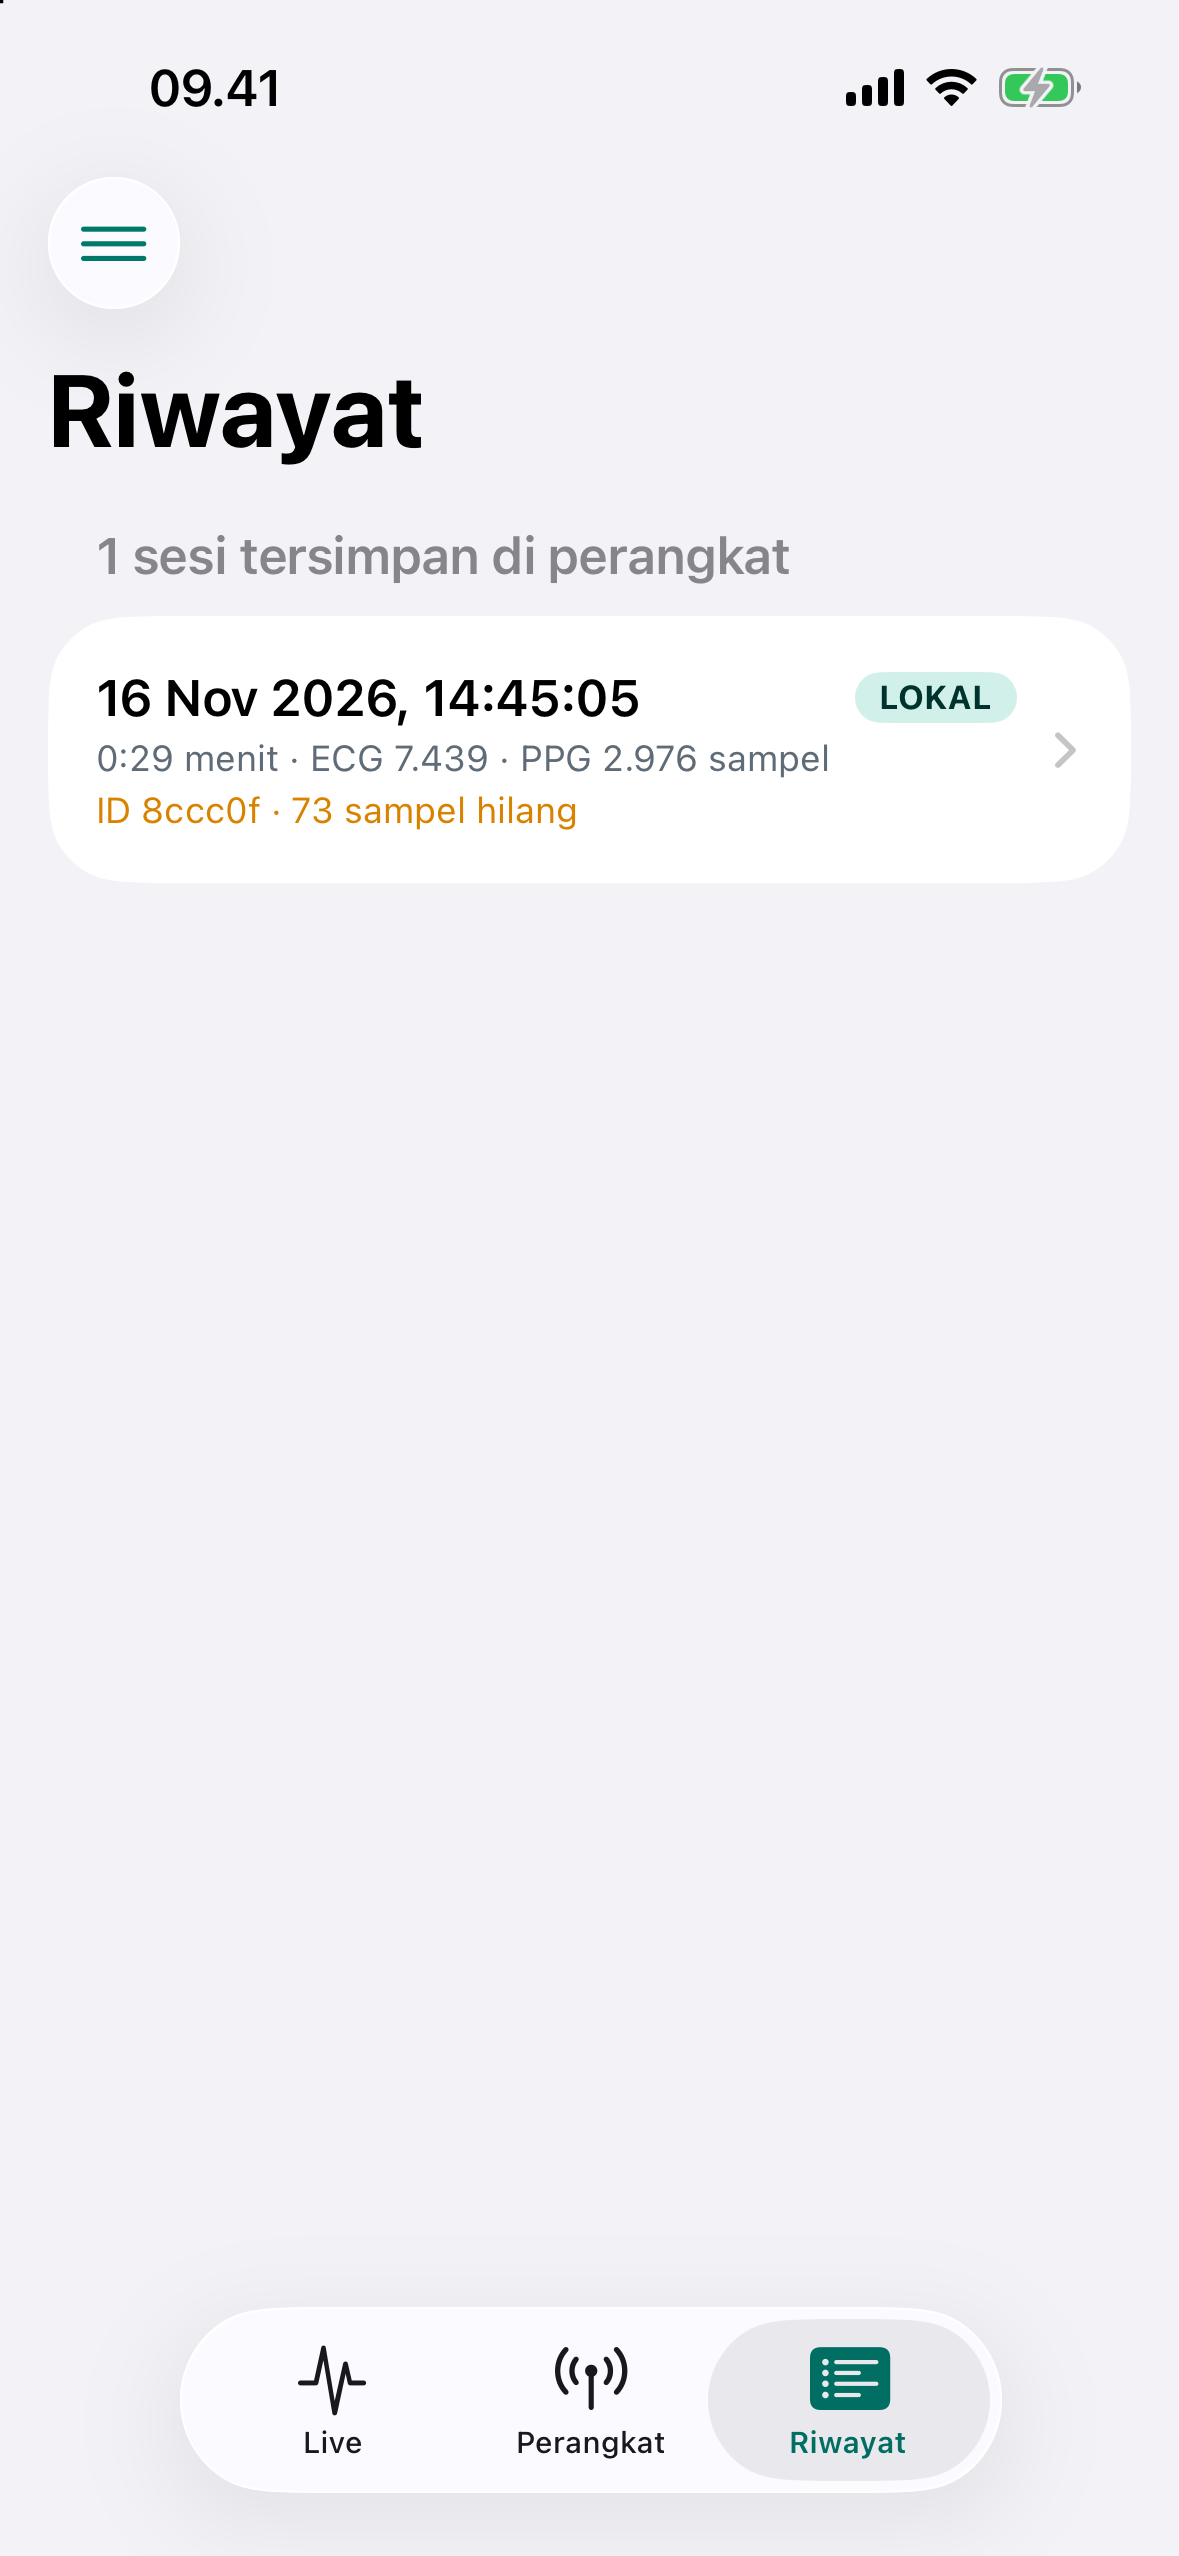 09.41
Riwayat
1 sesi tersimpan di perangkat
16 Nov 2026, 14:45:05
LOKAL
0:29 menit · ECG 7.439 · PPG 2.976 sampel
ID 8ccc0f · 73 sampel hilang
Live
Perangkat
Riwayat